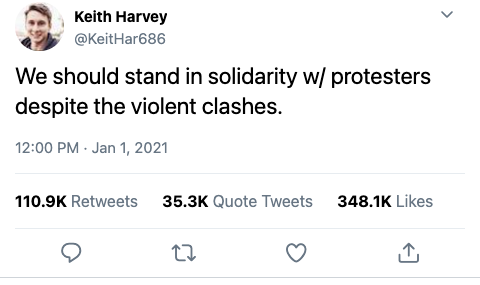 Keith Harvey
@KeitHar686
We should stand in solidarity w/ protesters
despite the violent clashes.
12:00 PM · Jan 1, 2021
110.9K Retweets 35.3K Quote Tweets 348.1K Likes